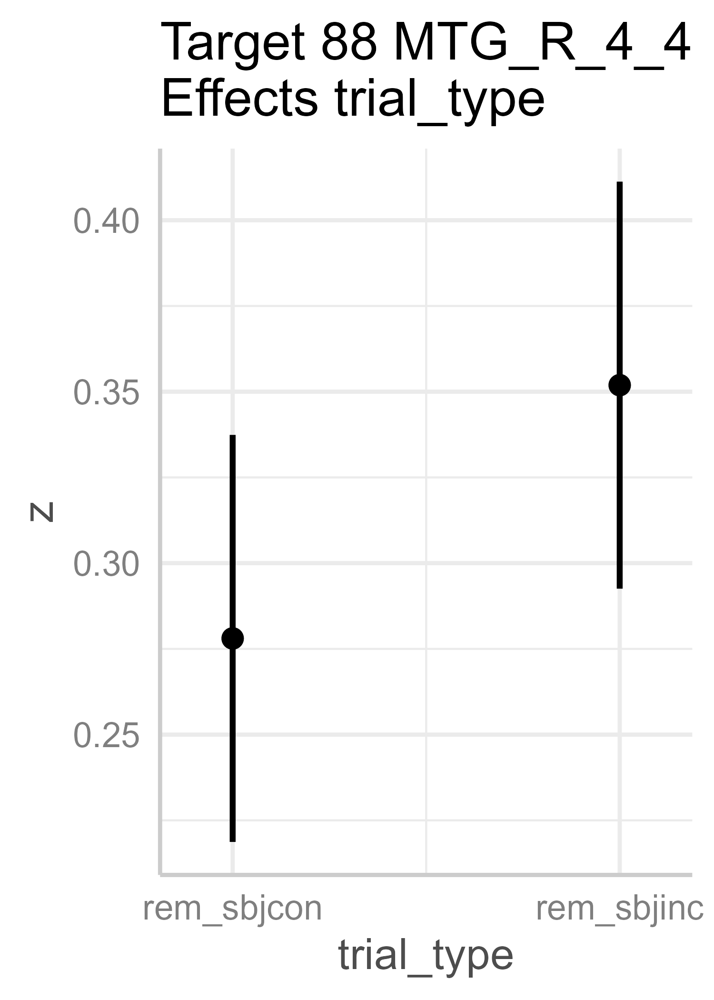 Target 88 MTG_R_4_4
Effects trial_type
0.40
0.35
0.30
0.25
z
rem_sbjcon
rem_sbjinc
trial_type